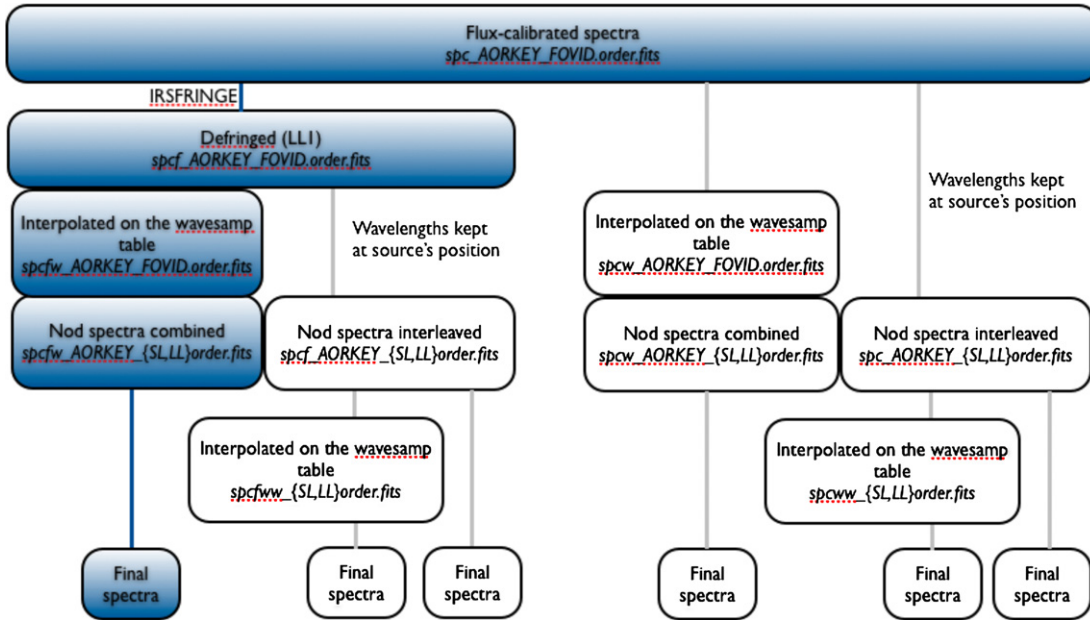 Flux-calibrated spectra
spc_AORKEY_FOVID.order.fits
IRSFRINGE
Defringed (LL1)
spcf_AORKEY_FOVID.order.fits
Interpolated on the wavesamp
table
spcfw_AORKEY_FOVID.order.fits
Wavelengths kept
at source's position
Nod spectra combined
spcfw_AORKEY_{SL,LL}order.fits
Nod spectra interleaved
spcf_AORKEY_{SL,LL}order.fits
Interpolated on the wavesamp
table
spcfww_{SL,LL}order.fits
Final
spectra
Final
spectra
Final
spectra
Interpolated on the wavesamp
table
spcw_AORKEY_FOVID.order.fits
Wavelengths kept
at source's position
Nod spectra combined
spcw_AORKEY_{SL,LL}order.fits
Nod spectra interleaved
spc_AORKEY_{SL,LL}order.fits
Interpolated on the wavesamp
table
spcww_{SL,LL}order.fits
Final
spectra
Final
spectra
Final
spectra